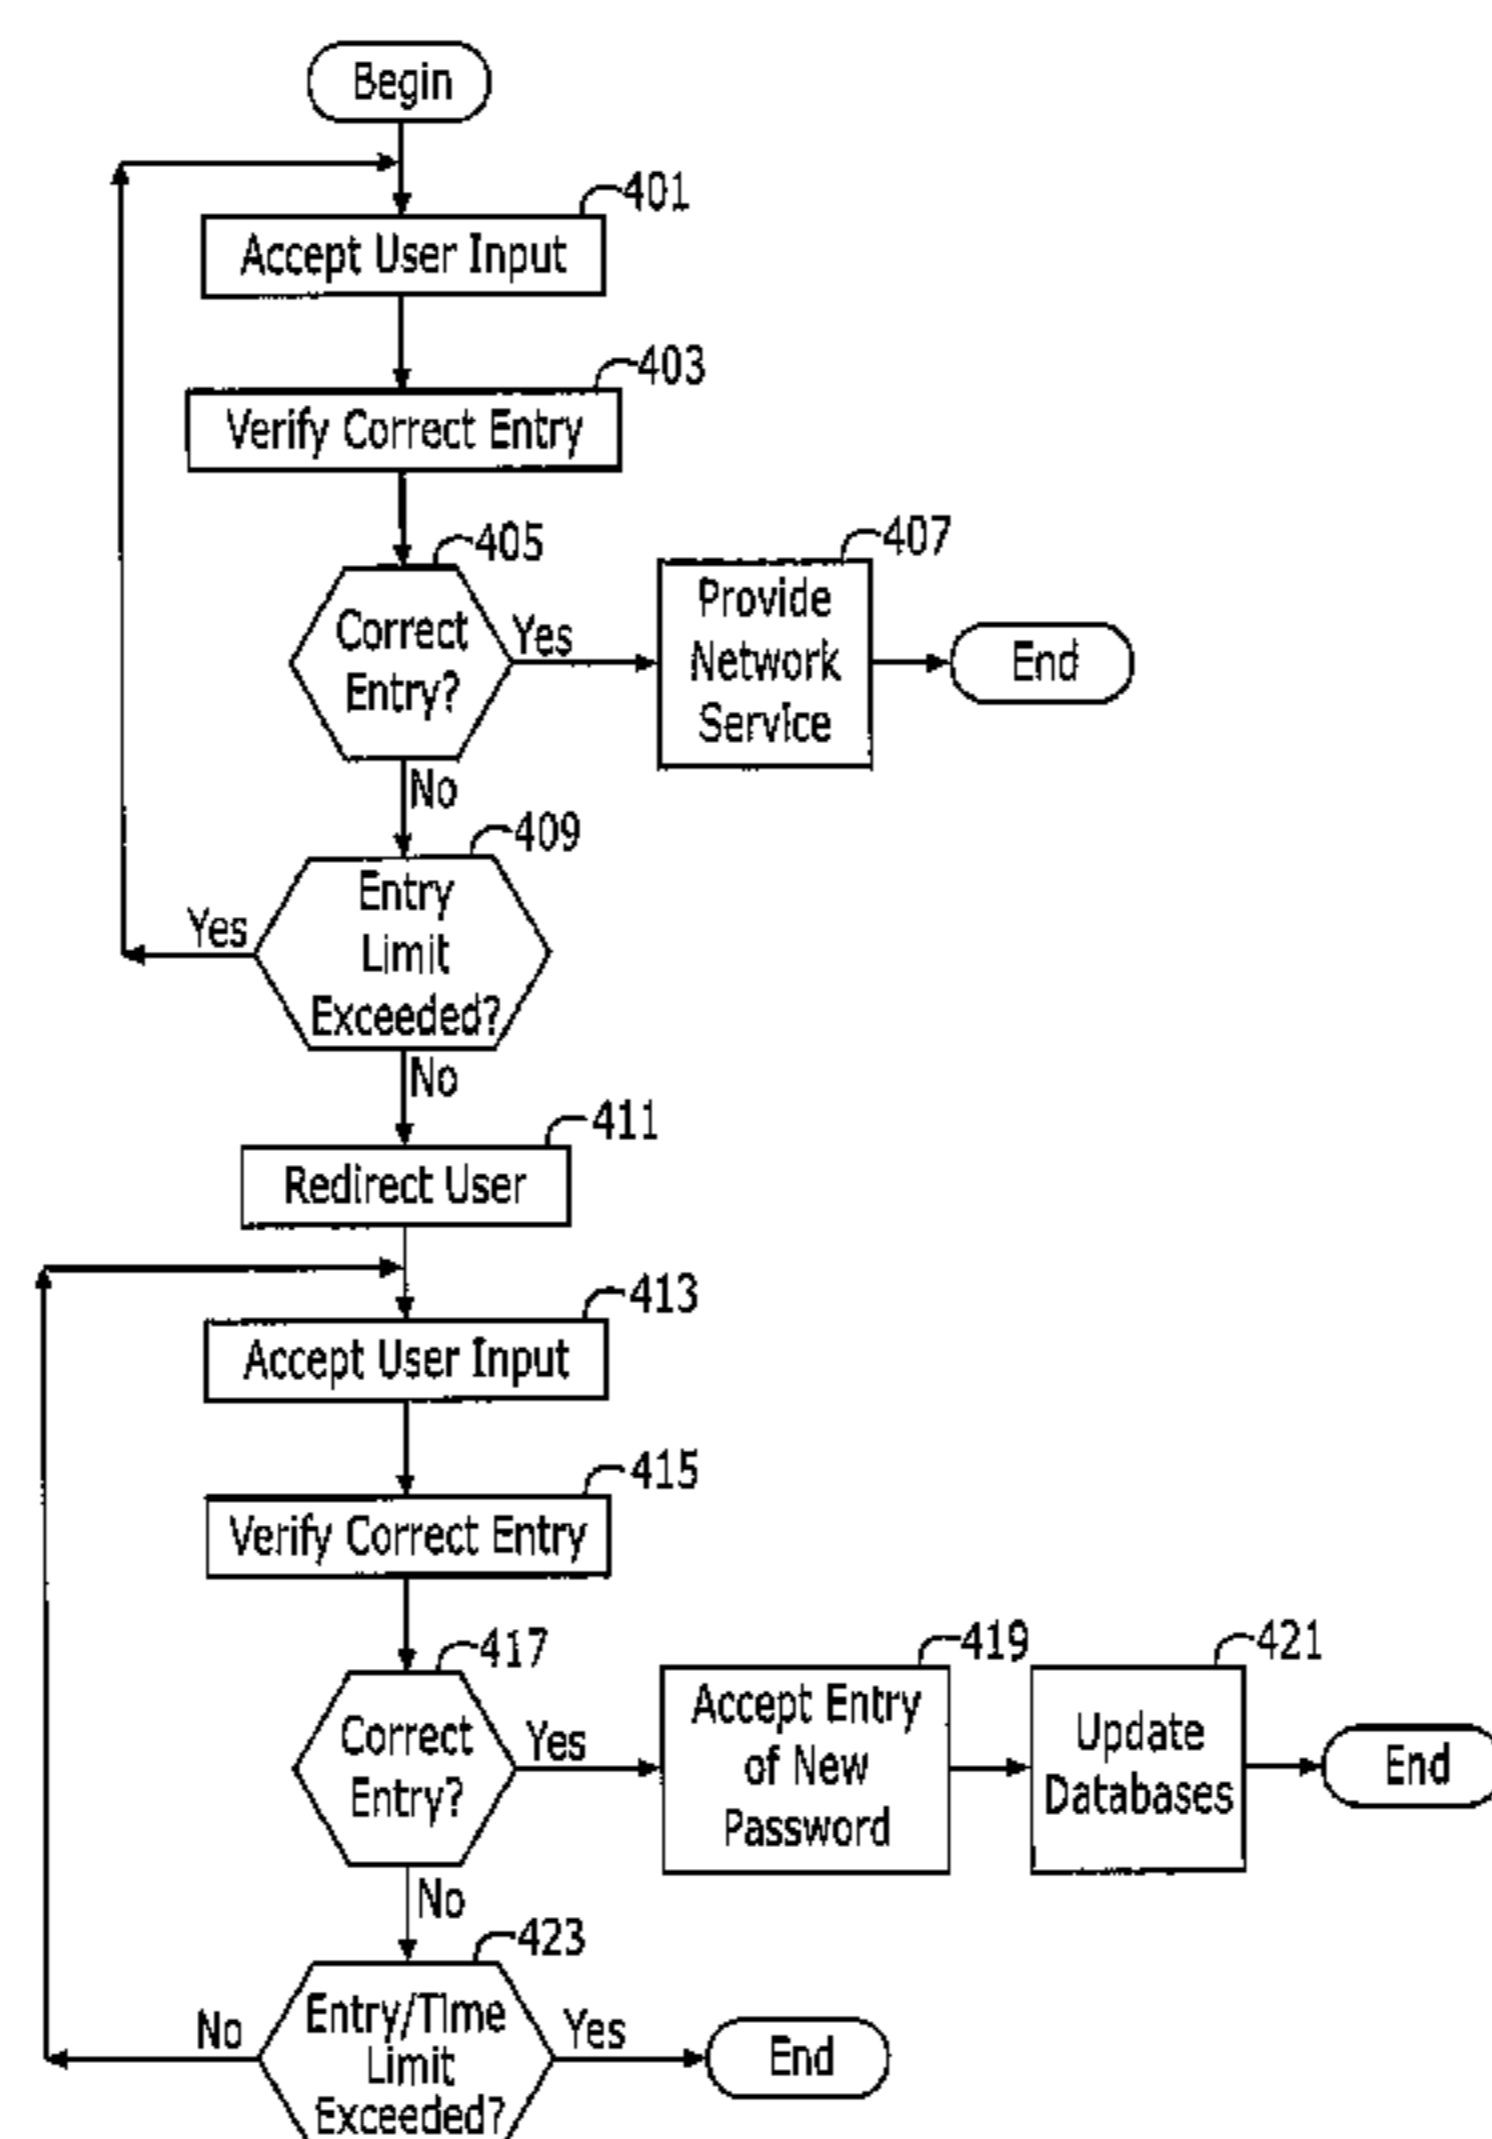 Begin
401
Accept User Input
403
Verify Correct Entry
405
Correct
Entry?
Yes
407
Provide
Network
Service
End
No
409
Entry
Limit
Exceeded?
Yes
No
411
Redirect User
413
Accept User Input
415
Verify Correct Entry
417
Correct
Entry?
Yes
419
Accept Entry
of New
Password
421
Update
Databases
End
No
423
Entry/Time
Limit
Exceeded?
No
Yes
End